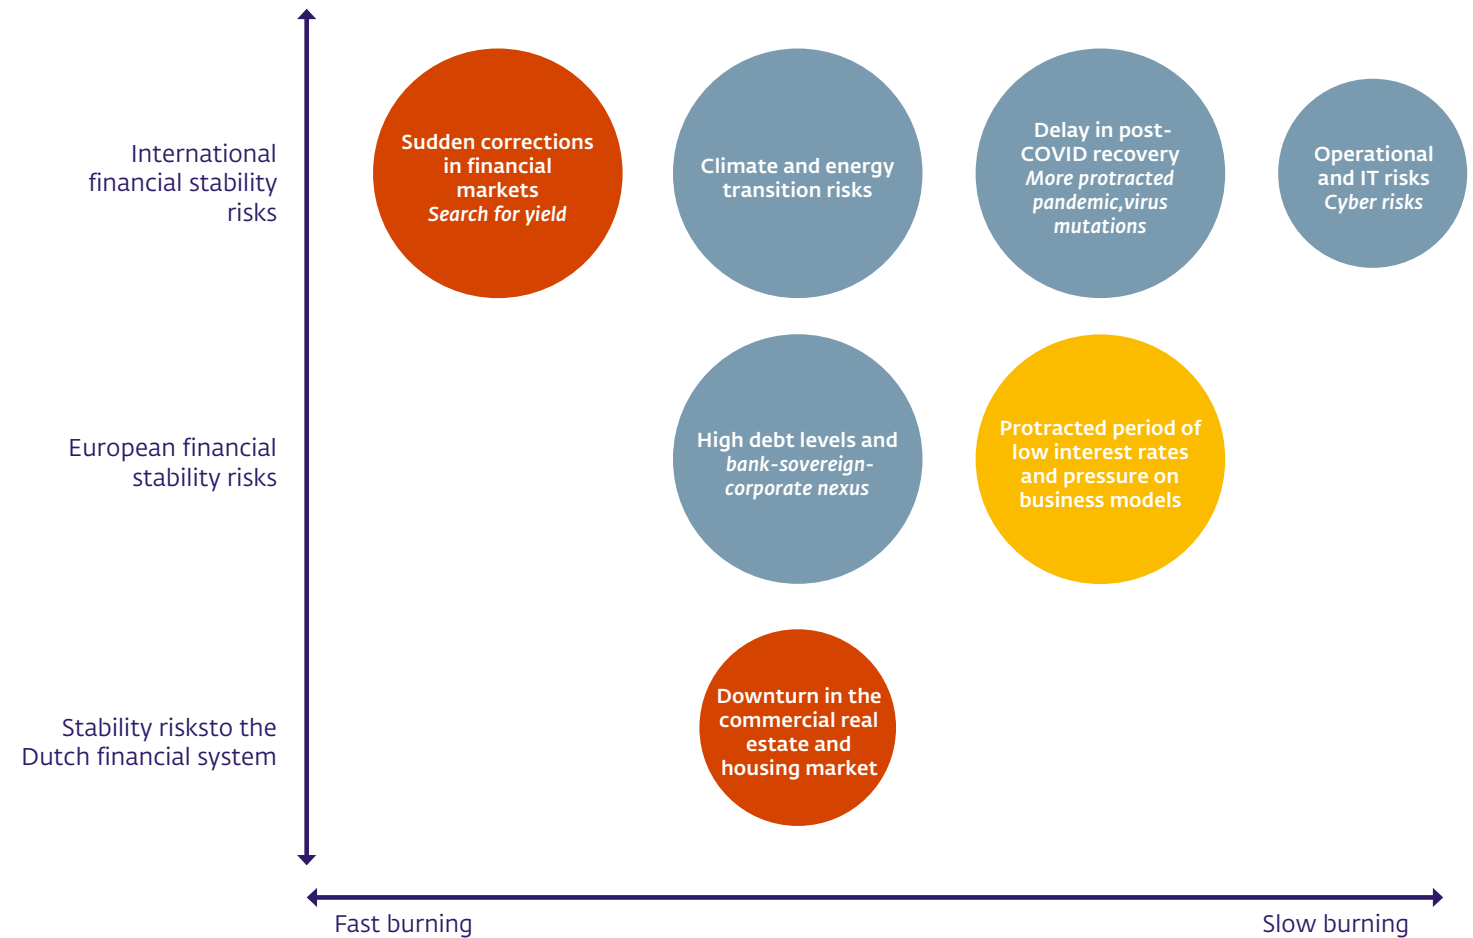 International
financial stability
risks
Sudden corrections
in financial
markets
Search for yield
Climate and energy
transition risks
Delay in post-
COVID recovery
More protracted
pandemic,virus
mutations
Operational
and IT risks
Cyber risks
European financial
stability risks
High debt levels and
bank-sovereign-
corporate nexus
Protracted period of
low interest rates
and pressure on
business models
Stability risksto the
Dutch financial system
Downturn in the
commercial real
estate and
housing market
Fast burning
Slow burning